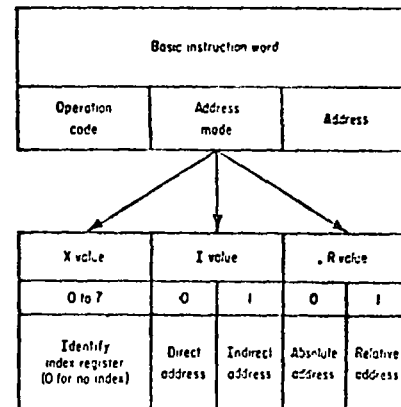 Basic instruction word
Operation code
Address mode
Address
X value
I value
R value
0 to 7
0
1
0
1
Identify index register (0 for no index)
Direct address
Indirect address
Absolute address
Relative address